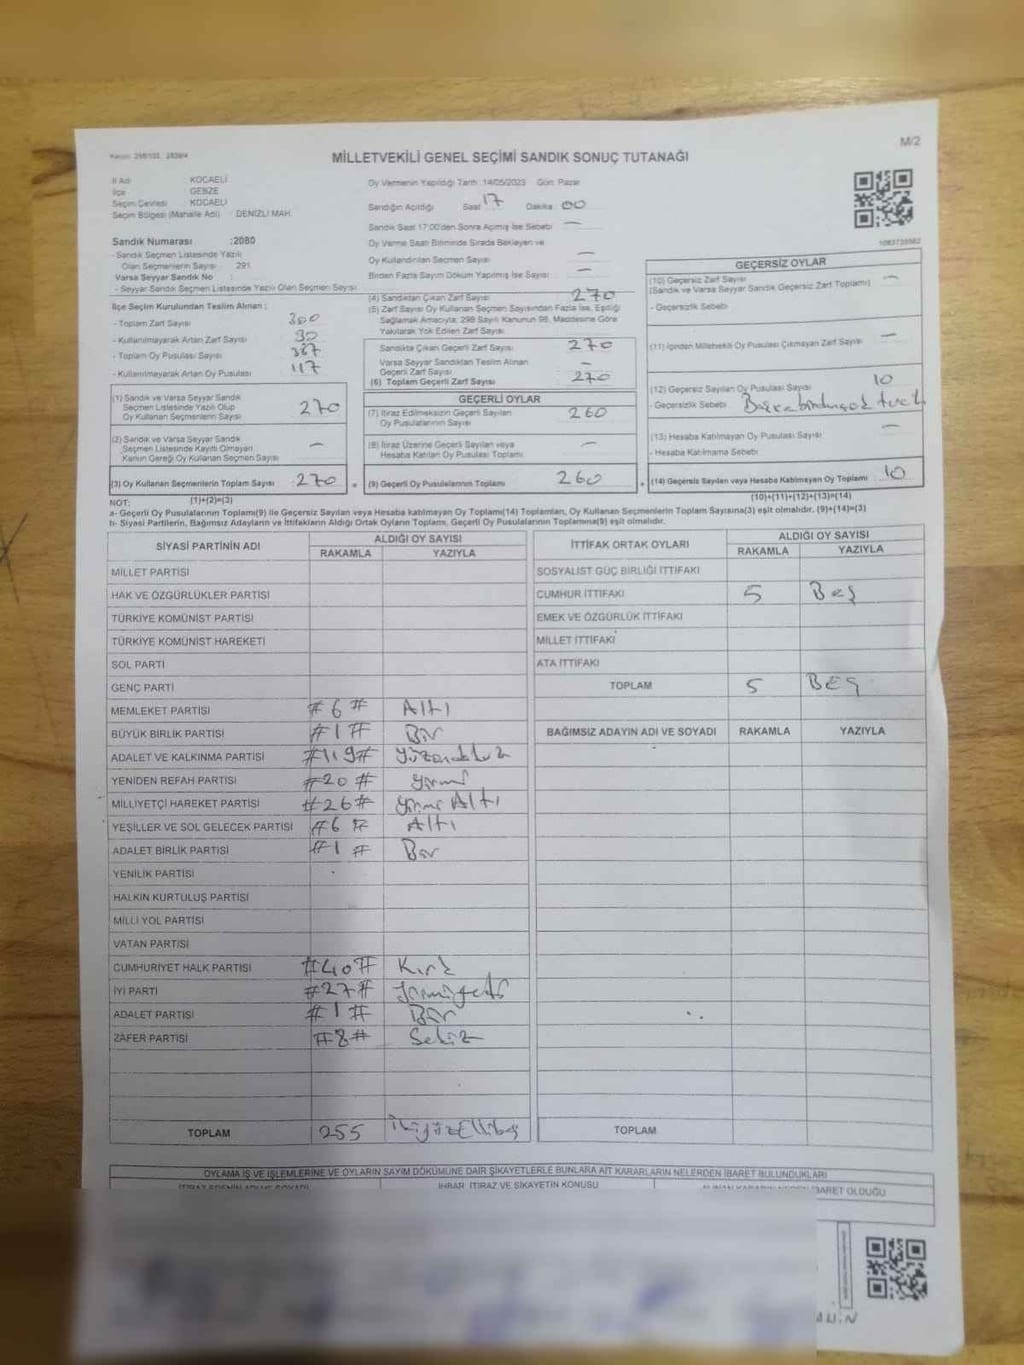 M/2
MİLLETVEKİLİ GENEL SEÇİMİ SANDIK SONUÇ TUTANAĞI
İl Adı : KOCAELİ
İlçe : GEBZE
Seçim Çevresi : KOCAELİ
Seçim Bölgesi (Mahalle Adı) : DENİZLİ MAH.
Sandık Numarası :2080
- Sandık Seçmen Listesinde Yazılı
Olan Seçmenlerin Sayısı : 291
Varsa Seyyar Sandık No :
- Seyyar Sandık Seçmen Listesinde Yazılı Olan Seçmen Sayısı
İlçe Seçim Kurulundan Teslim Alınan :
- Toplam Zarf Sayısı 300
- Kullanılmayarak Artan Zarf Sayısı 30
- Toplam Oy Pusulası Sayısı 387
- Kullanılmayarak Artan Oy Pusulası 117
(1) Sandık ve Varsa Seyyar Sandık
Seçmen Listesinde Yazılı Olup
Oy Kullanan Seçmenlerin Sayısı 270
(2) Sandık ve Varsa Seyyar Sandık
Seçmen Listesinde Kayıtlı Olmayan
Kanun Gereği Oy Kullanan Seçmen Sayısı —
(3) Oy Kullanan Seçmenlerin Toplam Sayısı 270
(1)+(2)=(3)
Oy Vermenin Yapıldığı Tarih :14/05/2023 Gün: Pazar
Sandığın Açıldığı Saat 17 Dakika 00
Sandık Saat 17:00'den Sonra Açılmış İse Sebebi —
Oy Verme Saati Bitiminde Sırada Bekleyen ve
Oy Kullandırılan Seçmen Sayısı —
Birden Fazla Sayım Döküm Yapılmış İse Sayısı —
(4) Sandıktan Çıkan Zarf Sayısı 270
(5) Zarf Sayısı Oy Kullanan Seçmen Sayısından Fazla İse, Eşitliği
Sağlamak Amacıyla; 298 Sayılı Kanunun 98. Maddesine Göre
Yakılarak Yok Edilen Zarf Sayısı
Sandıkta Çıkan Geçerli Zarf Sayısı 270
Varsa Seyyar Sandıktan Teslim Alınan
Geçerli Zarf Sayısı —
(6) Toplam Geçerli Zarf Sayısı 270
GEÇERLİ OYLAR
(7) İtiraz Edilmeksizin Geçerli Sayılan
Oy Pusulalarının Sayısı 260
(8) İtiraz Üzerine Geçerli Sayılan veya
Hesaba Katılan Oy Pusulası Toplamı —
(9) Geçerli Oy Pusulalarının Toplamı 260
1083735582
GEÇERSİZ OYLAR
(10) Geçersiz Zarf Sayısı —
(Sandık ve Varsa Seyyar Sandık Geçersiz Zarf Toplamı)
- Geçersizlik Sebebi
(11) İçinden Milletvekili Oy Pusulası Çıkmayan Zarf Sayısı —
(12) Geçersiz Sayılan Oy Pusulası Sayısı 10
- Geçersizlik Sebebi
(13) Hesaba Katılmayan Oy Pusulası Sayısı —
- Hesaba Katılmama Sebebi
(14) Geçersiz Sayılan veya Hesaba Katılmayan Oy Toplamı : 10
(10)+(11)+(12)+(13)=(14)
NOT:
a- Geçerli Oy Pusulalarının Toplamı(9) ile Geçersiz Sayılan veya Hesaba Katılmayan Oy Toplamı(14) Toplamları, Oy Kullanan Seçmenlerin Toplam Sayısına(3) eşit olmalıdır. (9)+(14)=(3)
b- Siyasi Partilerin, Bağımsız Adayların ve İttifakların Aldığı Ortak Oyların Toplamı, Geçerli Oy Pusulalarının Toplamına(9) eşit olmalıdır.
SİYASİ PARTİNİN ADI ALDIĞI OY SAYISI
RAKAMLA YAZIYLA
MİLLET PARTİSİ
HAK VE ÖZGÜRLÜKLER PARTİSİ
TÜRKİYE KOMÜNİST PARTİSİ
TÜRKİYE KOMÜNİST HAREKETİ
SOL PARTİ
GENÇ PARTİ
MEMLEKET PARTİSİ #6# Altı
BÜYÜK BİRLİK PARTİSİ #1# Bir
ADALET VE KALKINMA PARTİSİ #119# Yüzondokuz
YENİDEN REFAH PARTİSİ #20# Yirmi
MİLLİYETÇİ HAREKET PARTİSİ #26# Yirmi Altı
YEŞİLLER VE SOL GELECEK PARTİSİ #6# Altı
ADALET BİRLİK PARTİSİ #1# Bir
YENİLİK PARTİSİ
HALKIN KURTULUŞ PARTİSİ
MİLLİ YOL PARTİSİ
VATAN PARTİSİ
CUMHURİYET HALK PARTİSİ #40# Kırk
İYİ PARTİ #27# Yirmiyedi
ADALET PARTİSİ #1# Bir
ZAFER PARTİSİ #8# Sekiz
TOPLAM 255 İkiyüzEllibeş
İTTİFAK ORTAK OYLARI ALDIĞI OY SAYISI
RAKAMLA YAZIYLA
SOSYALİST GÜÇ BİRLİĞİ İTTİFAKI
CUMHUR İTTİFAKI 5 Beş
EMEK VE ÖZGÜRLÜK İTTİFAKI
MİLLET İTTİFAKI
ATA İTTİFAKI
TOPLAM 5 BEŞ
BAĞIMSIZ ADAYIN ADI VE SOYADI RAKAMLA YAZIYLA
TOPLAM
OYLAMA İŞ VE İŞLEMLERİNE VE OYLARIN SAYIM DÖKÜMÜNE DAİR ŞİKAYETLERLE BUNLARA AİT KARARLARIN NELERDEN İBARET BULUNDUKLARI
İHBAR, İTİRAZ VE ŞİKAYETİN KONUSU